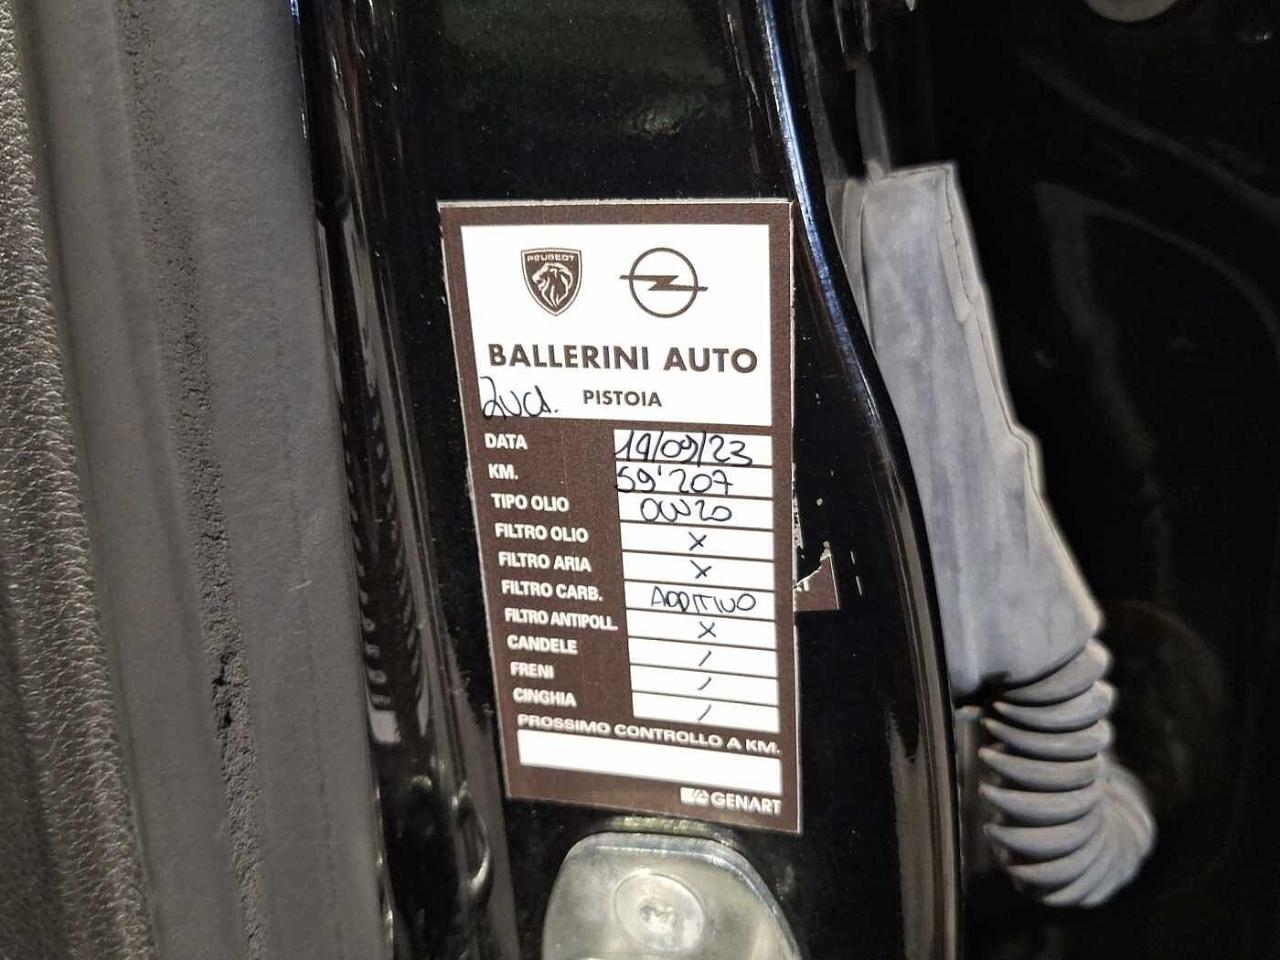 PEUGEOT
BALLERINI AUTO
PISTOIA
DATA 19/09/23
KM. 59'207
TIPO OLIO 0W20
FILTRO OLIO X
FILTRO ARIA X
FILTRO CARB. ADDITIVO
FILTRO ANTIPOLL. X
CANDELE /
FRENI /
CINGHIA /
PROSSIMO CONTROLLO A KM.
GENART